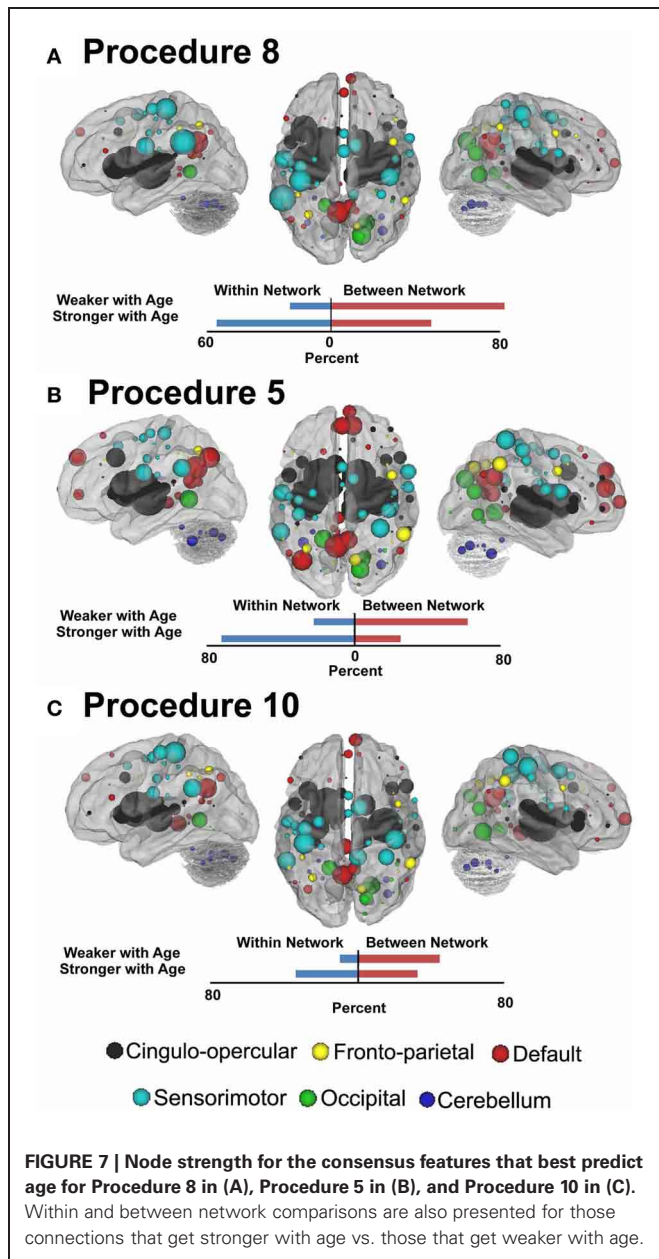 A Procedure 8
Within Network Between Network
Weaker with Age
Stronger with Age
60 0 80
Percent
B Procedure 5
Within Network Between Network
Weaker with Age
Stronger with Age
80 0 80
Percent
C Procedure 10
Within Network Between Network
Weaker with Age
Stronger with Age
80 80
Percent
Cingulo-opercular Fronto-parietal Default
Sensorimotor Occipital Cerebellum
FIGURE 7 | Node strength for the consensus features that best predict
age for Procedure 8 in (A), Procedure 5 in (B), and Procedure 10 in (C).
Within and between network comparisons are also presented for those
connections that get stronger with age vs. those that get weaker with age.